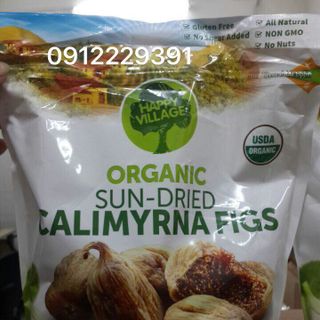 Gluten Free
No Sugar Added
All Natural
NON GMO
No Nuts
0912229391
HAPPY
VILLAGE
USDA
ORGANIC
ORGANIC
SUN-DRIED
CALIMYRNA FIGS